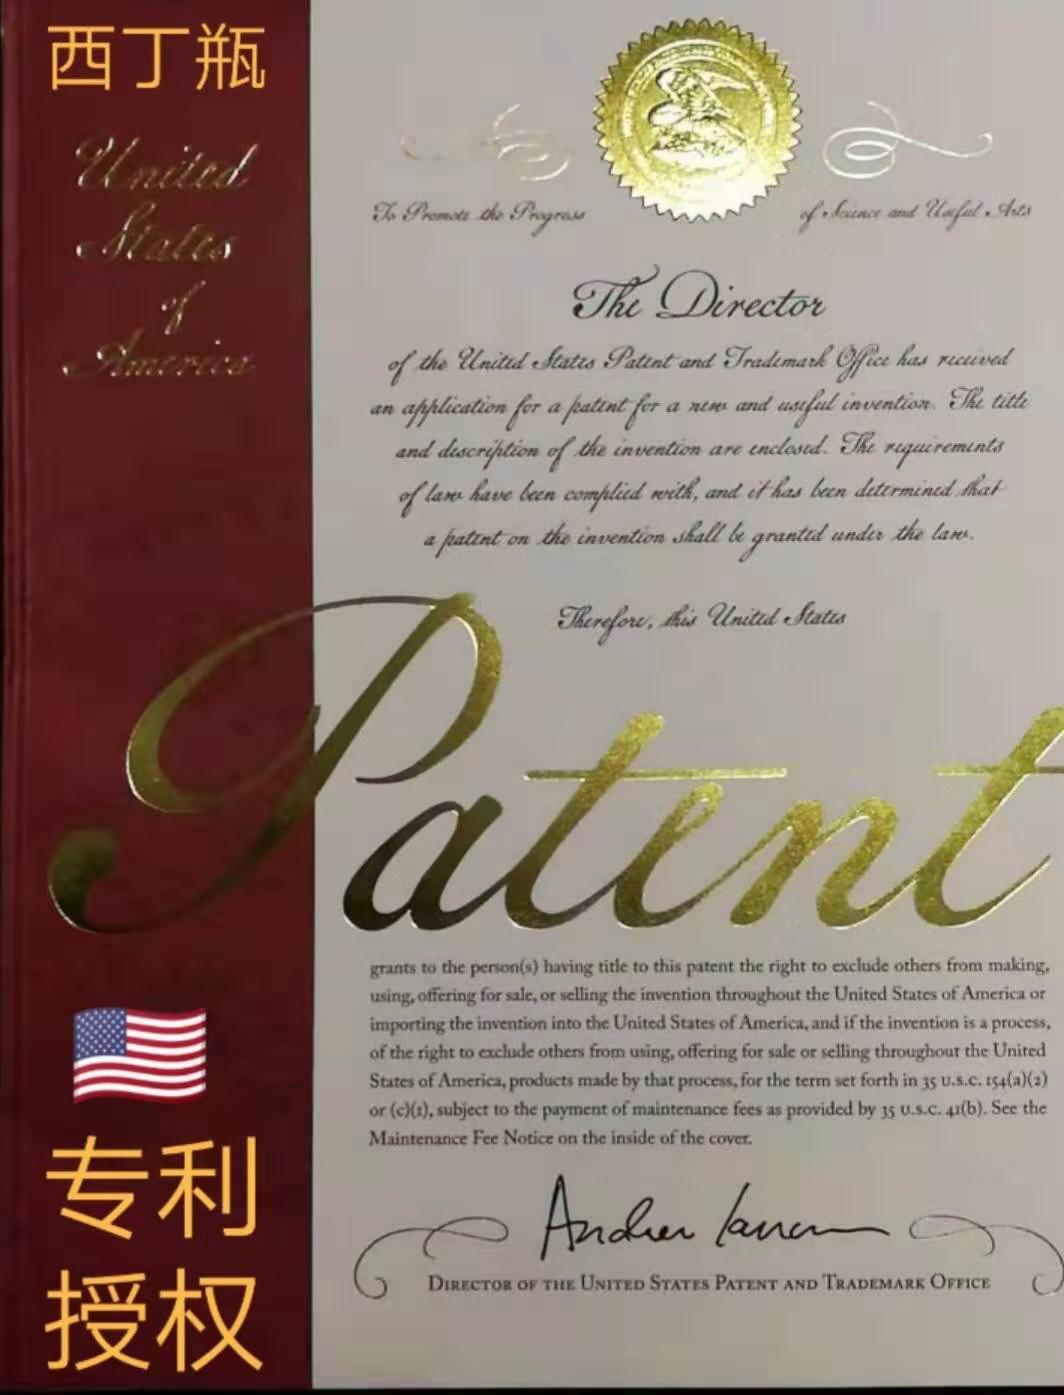 西丁瓶
United
States
of
America
To Promote the Progress
of Science and Useful Arts
The Director
of the United States Patent and Trademark Office has received
an application for a patent for a new and useful invention. The title
and description of the invention are enclosed. The requirements
of law have been complied with, and it has been determined that
a patent on the invention shall be granted under the law.
Therefore, this United States
Patent
grants to the person(s) having title to this patent the right to exclude others from making,
using, offering for sale, or selling the invention throughout the United States of America or
importing the invention into the United States of America, and if the invention is a process,
of the right to exclude others from using, offering for sale or selling throughout the United
States of America, products made by that process, for the term set forth in 35 U.S.C. 154(a)(2)
or (c)(1), subject to the payment of maintenance fees as provided by 35 U.S.C. 41(b). See the
Maintenance Fee Notice on the inside of the cover.
Andrei Iancu
DIRECTOR OF THE UNITED STATES PATENT AND TRADEMARK OFFICE
专利
授权